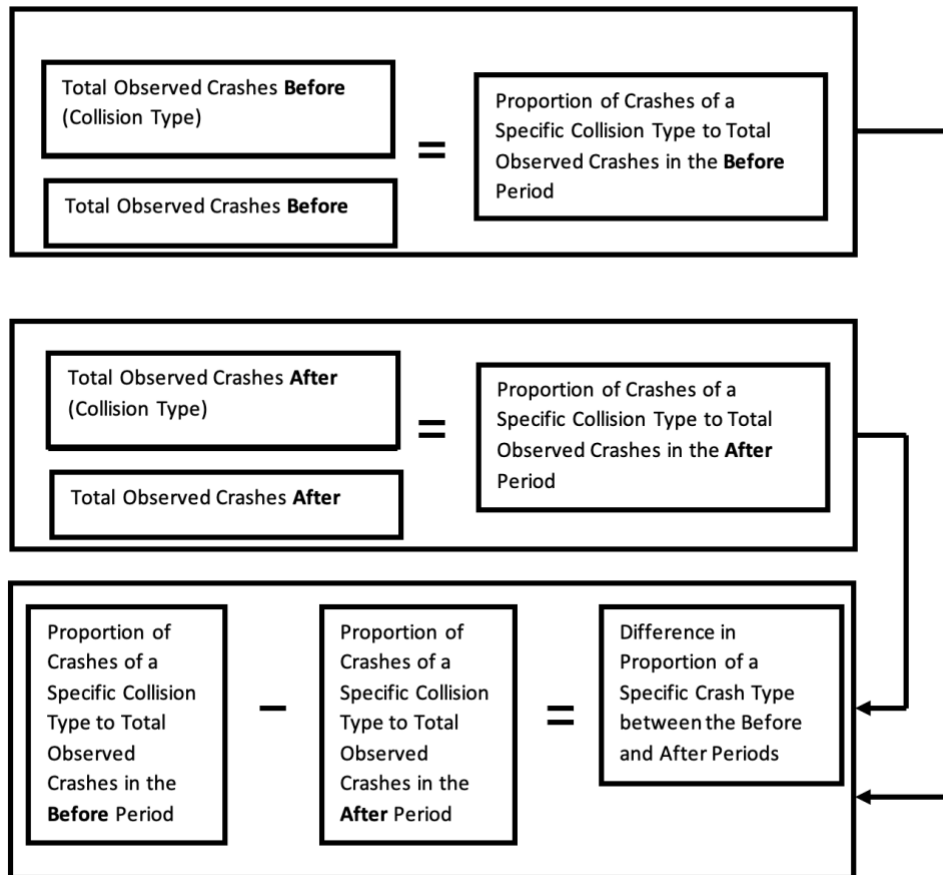 Total Observed Crashes Before
(Collision Type)
=
Total Observed Crashes Before
Proportion of Crashes of a
Specific Collision Type to Total
Observed Crashes in the Before
Period
Total Observed Crashes After
(Collision Type)
=
Total Observed Crashes After
Proportion of Crashes of a
Specific Collision Type to Total
Observed Crashes in the After
Period
Proportion of
Crashes of a
Specific Collision
Type to Total
Observed
Crashes in the
Before Period
–
Proportion of
Crashes of a
Specific Collision
Type to Total
Observed
Crashes in the
After Period
=
Difference in
Proportion of a
Specific Crash Type
between the Before
and After Periods